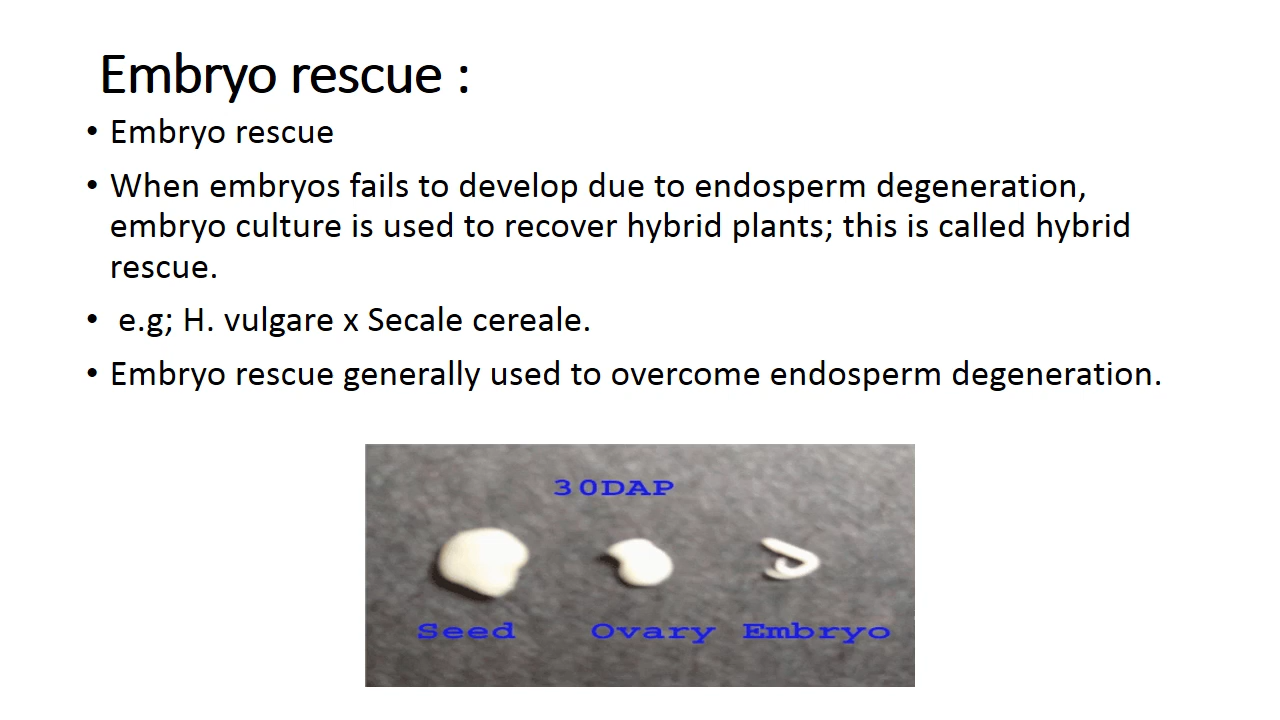 Embryo rescue :
• Embryo rescue
• When embryos fails to develop due to endosperm degeneration,
embryo culture is used to recover hybrid plants; this is called hybrid
rescue.
• e.g; H. vulgare x Secale cereale.
• Embryo rescue generally used to overcome endosperm degeneration.
30DAP
Seed Ovary Embryo